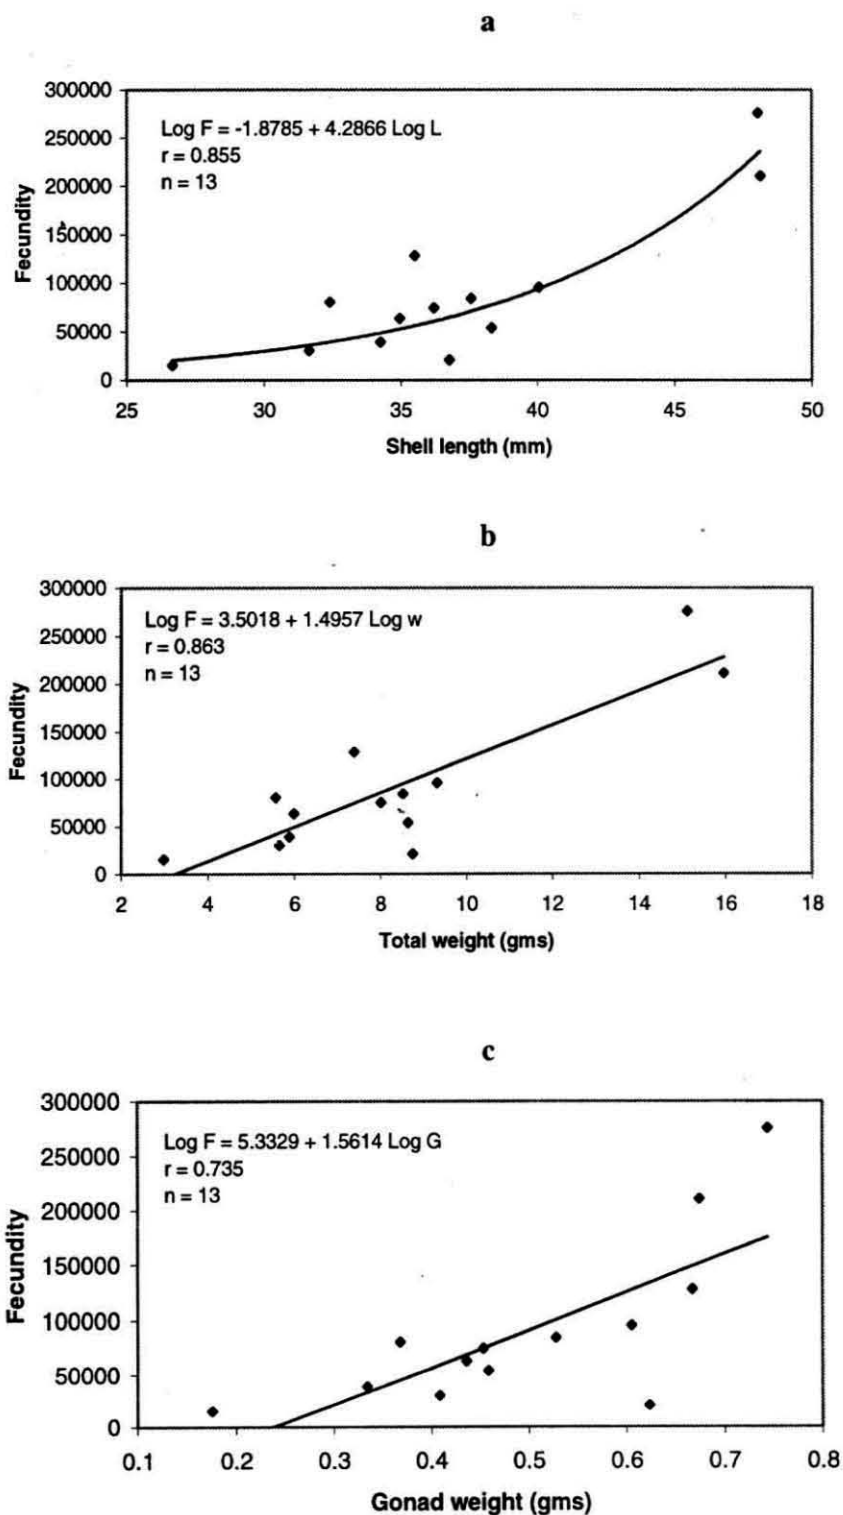 a
300000
250000
200000
150000
100000
50000
0
Fecundity
Log F = -1.8785 + 4.2866 Log L
r = 0.855
n = 13
25 30 35 40 45 50
Shell length (mm)
b
300000
250000
200000
150000
100000
50000
0
Fecundity
Log F = 3.5018 + 1.4957 Log w
r = 0.863
n = 13
2 4 6 8 10 12 14 16 18
Total weight (gms)
c
300000
250000
200000
150000
100000
50000
0
Fecundity
Log F = 5.3329 + 1.5614 Log G
r = 0.735
n = 13
0.1 0.2 0.3 0.4 0.5 0.6 0.7 0.8
Gonad weight (gms)